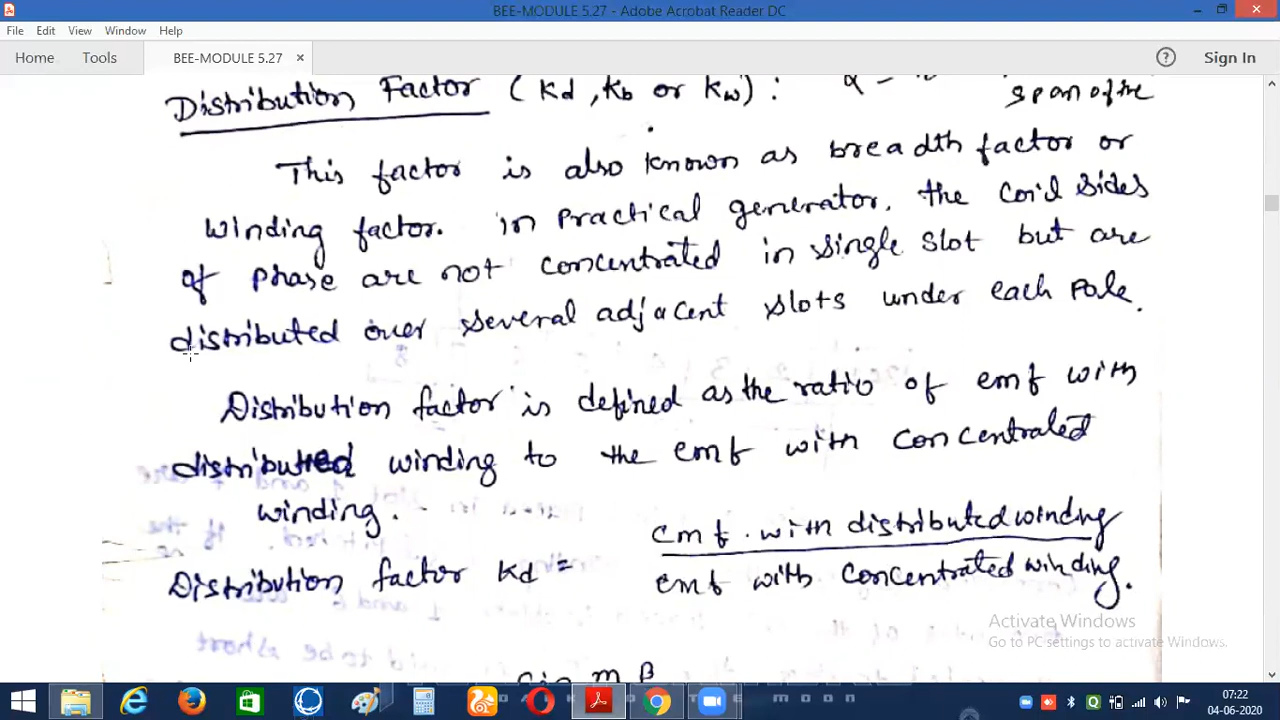 BEE-MODULE 5.27 - Adobe Acrobat Reader DC
File Edit View Window Help
Home Tools BEE-MODULE 5.27 × Sign In
Distribution Factor (Kd, Kb or Kw) : α =
span of the
This factor is also known as breadth factor or
winding factor. in practical generator. the coil sides
of phase are not concentrated in single slot but are
distributed over several adjacent slots under each pole.
Distribution factor is defined as the ratio of emf with
distributed winding to the emf with concentrated
winding.
emf. with distributed winding
Distribution factor Kd =
emf with concentrated winding.
Activate Windows
Go to PC settings to activate Windows.
Sin m β
07:22
04-06-2020